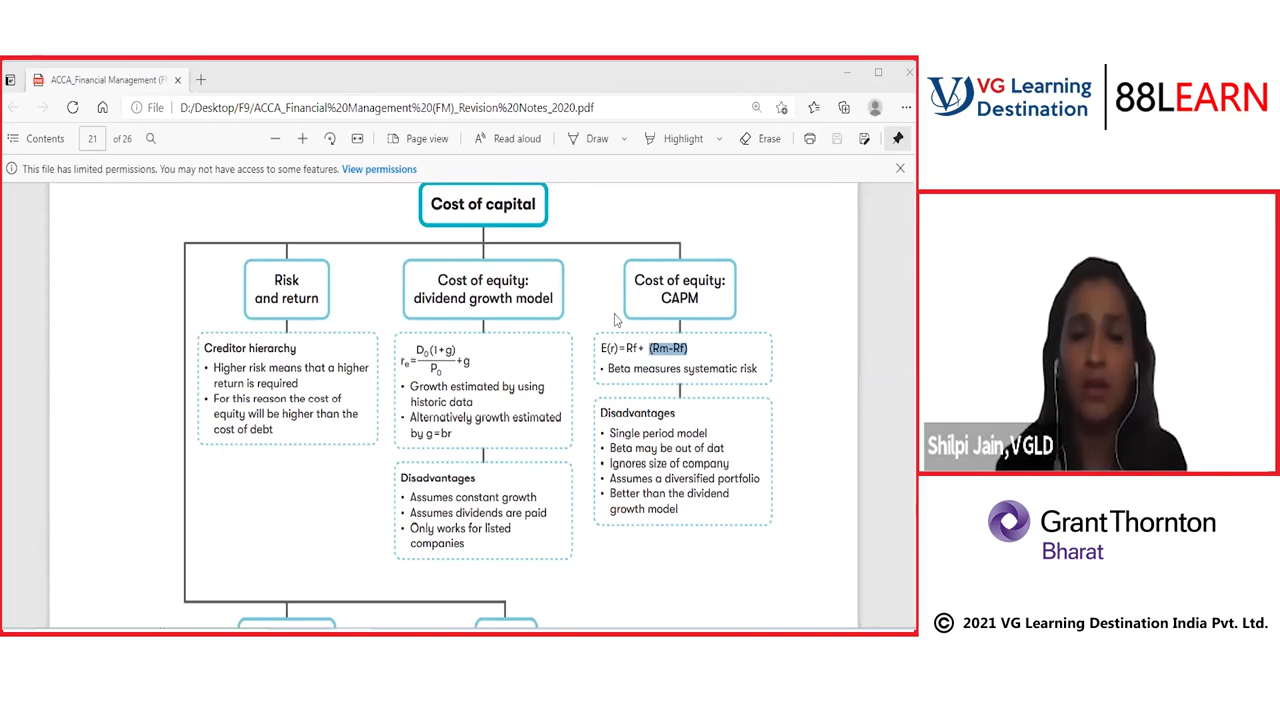 ACCA_Financial Management (F
File
D:/Desktop/F9/ACCA_Financial%20Management%20(FM)_Revision%20Notes_2020.pdf
Contents
21
of 26
Page view
Read aloud
Draw
Highlight
Erase
This file has limited permissions. You may not have access to some features. View permissions
Cost of capital
Risk
and return
Creditor hierarchy
• Higher risk means that a higher
return is required
• For this reason the cost of
equity will be higher than the
cost of debt
Cost of equity:
dividend growth model
re = D0(1+g) / P0 + g
• Growth estimated by using
historic data
• Alternatively growth estimated
by g=br
Disadvantages
• Assumes constant growth
• Assumes dividends are paid
• Only works for listed
companies
Cost of equity:
CAPM
E(r)=Rf+ (Rm-Rf)
• Beta measures systematic risk
Disadvantages
• Single period model
• Beta may be out of dat
• Ignores size of company
• Assumes a diversified portfolio
• Better than the dividend
growth model
VG Learning
Destination
88LEARN
Shilpi Jain,VGLD
GrantThornton
Bharat
© 2021 VG Learning Destination India Pvt. Ltd.